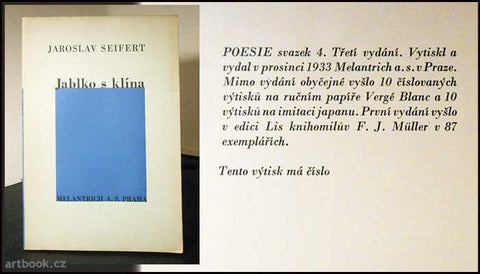 JAROSLAV SEIFERT
Jablko s klína
MELANTRICH A. S. PRAHA
POESIE svazek 4. Třetí vydání. Vytiskl a
vydal v prosinci 1933 Melantrich a. s. v Praze.
Mimo vydání obyčejné vyšlo 10 číslovaných
výtisků na ručním papíře Vergé Blanc a 10
výtisků na imitaci japanu. První vydání vyšlo
v edici Lis knihomilův F. J. Müller v 87
exemplářích.
Tento výtisk má číslo
artbook.cz